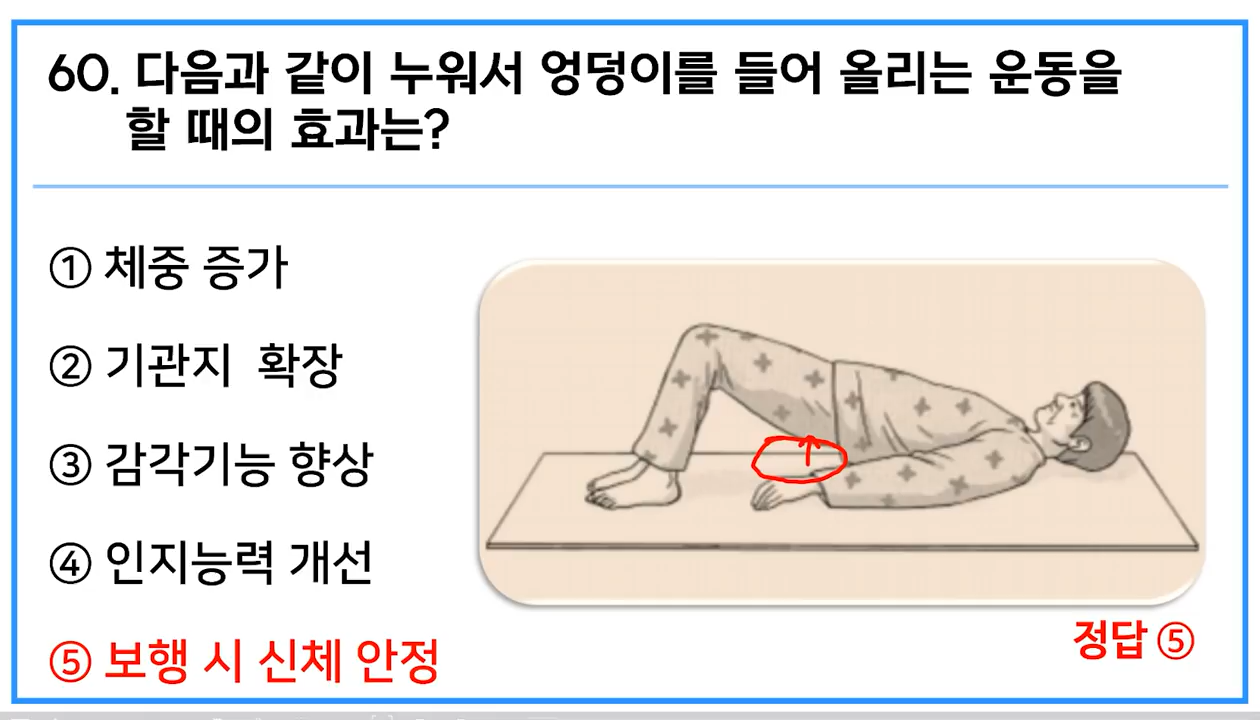 60. 다음과 같이 누워서 엉덩이를 들어 올리는 운동을
할 때의 효과는?
① 체중 증가
② 기관지 확장
③ 감각기능 향상
④ 인지능력 개선
⑤ 보행 시 신체 안정
정답 ⑤